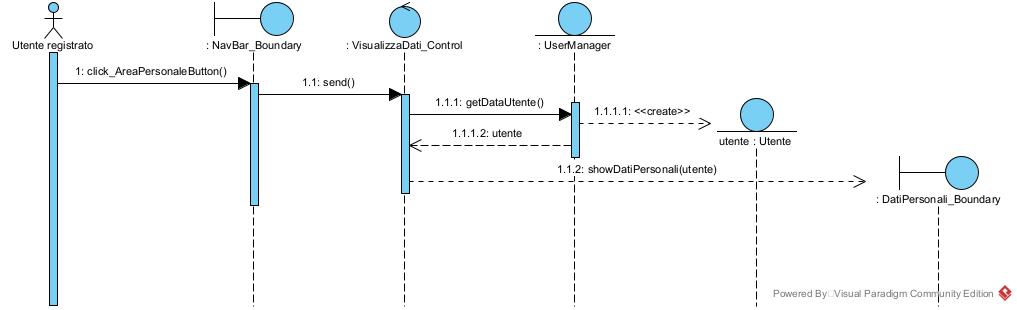 Utente registrato
: NavBar_Boundary
: VisualizzaDati_Control
: UserManager
1: click_AreaPersonaleButton()
1.1: send()
1.1.1: getDataUtente()
1.1.1.1: <<create>>
1.1.1.2: utente
utente : Utente
1.1.2: showDatiPersonali(utente)
: DatiPersonali_Boundary
Powered By Visual Paradigm Community Edition